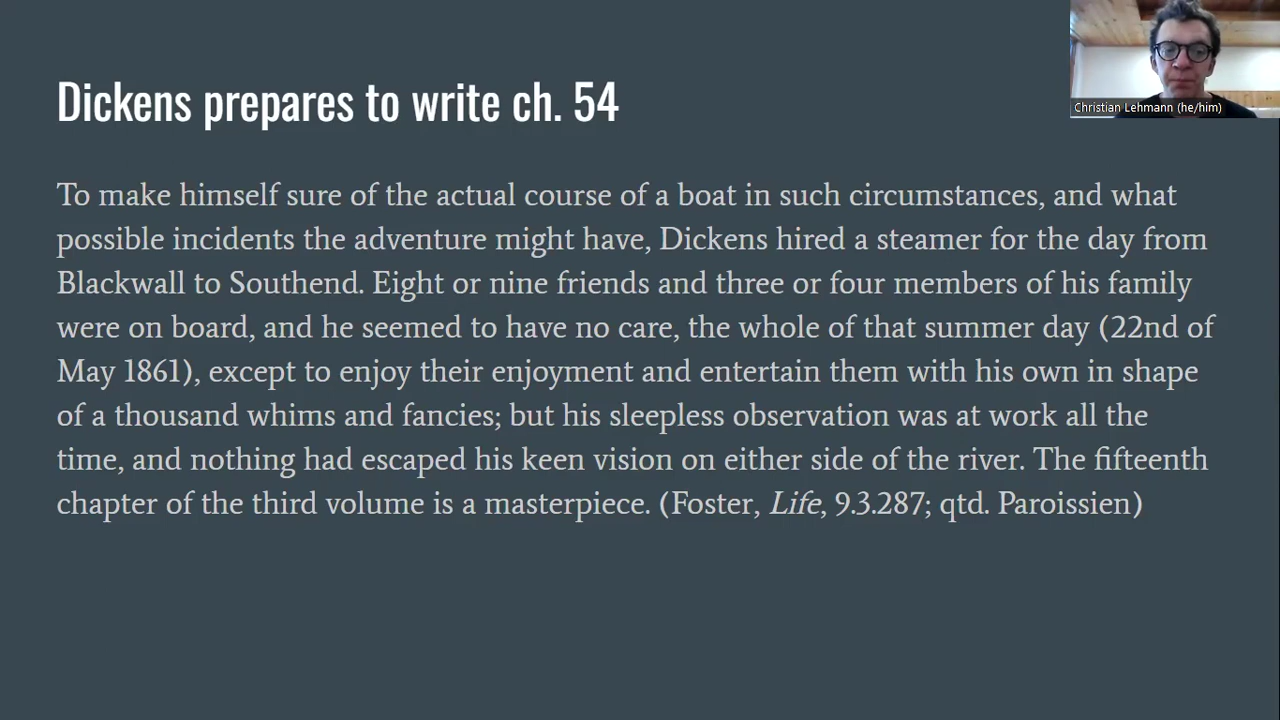 Dickens prepares to write ch. 54
Christian Lehmann (he/him)
To make himself sure of the actual course of a boat in such circumstances, and what
possible incidents the adventure might have, Dickens hired a steamer for the day from
Blackwall to Southend. Eight or nine friends and three or four members of his family
were on board, and he seemed to have no care, the whole of that summer day (22nd of
May 1861), except to enjoy their enjoyment and entertain them with his own in shape
of a thousand whims and fancies; but his sleepless observation was at work all the
time, and nothing had escaped his keen vision on either side of the river. The fifteenth
chapter of the third volume is a masterpiece. (Foster, Life, 9.3.287; qtd. Paroissien)